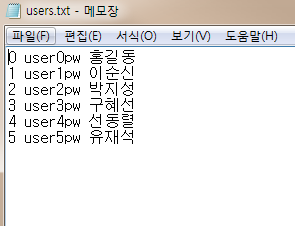 users.txt - 메모장
파일(F) 편집(E) 서식(O) 보기(V) 도움말(H)
0 user0pw 홍길동
1 user1pw 이순신
2 user2pw 박지성
3 user3pw 구혜선
4 user4pw 선동렬
5 user5pw 유재석